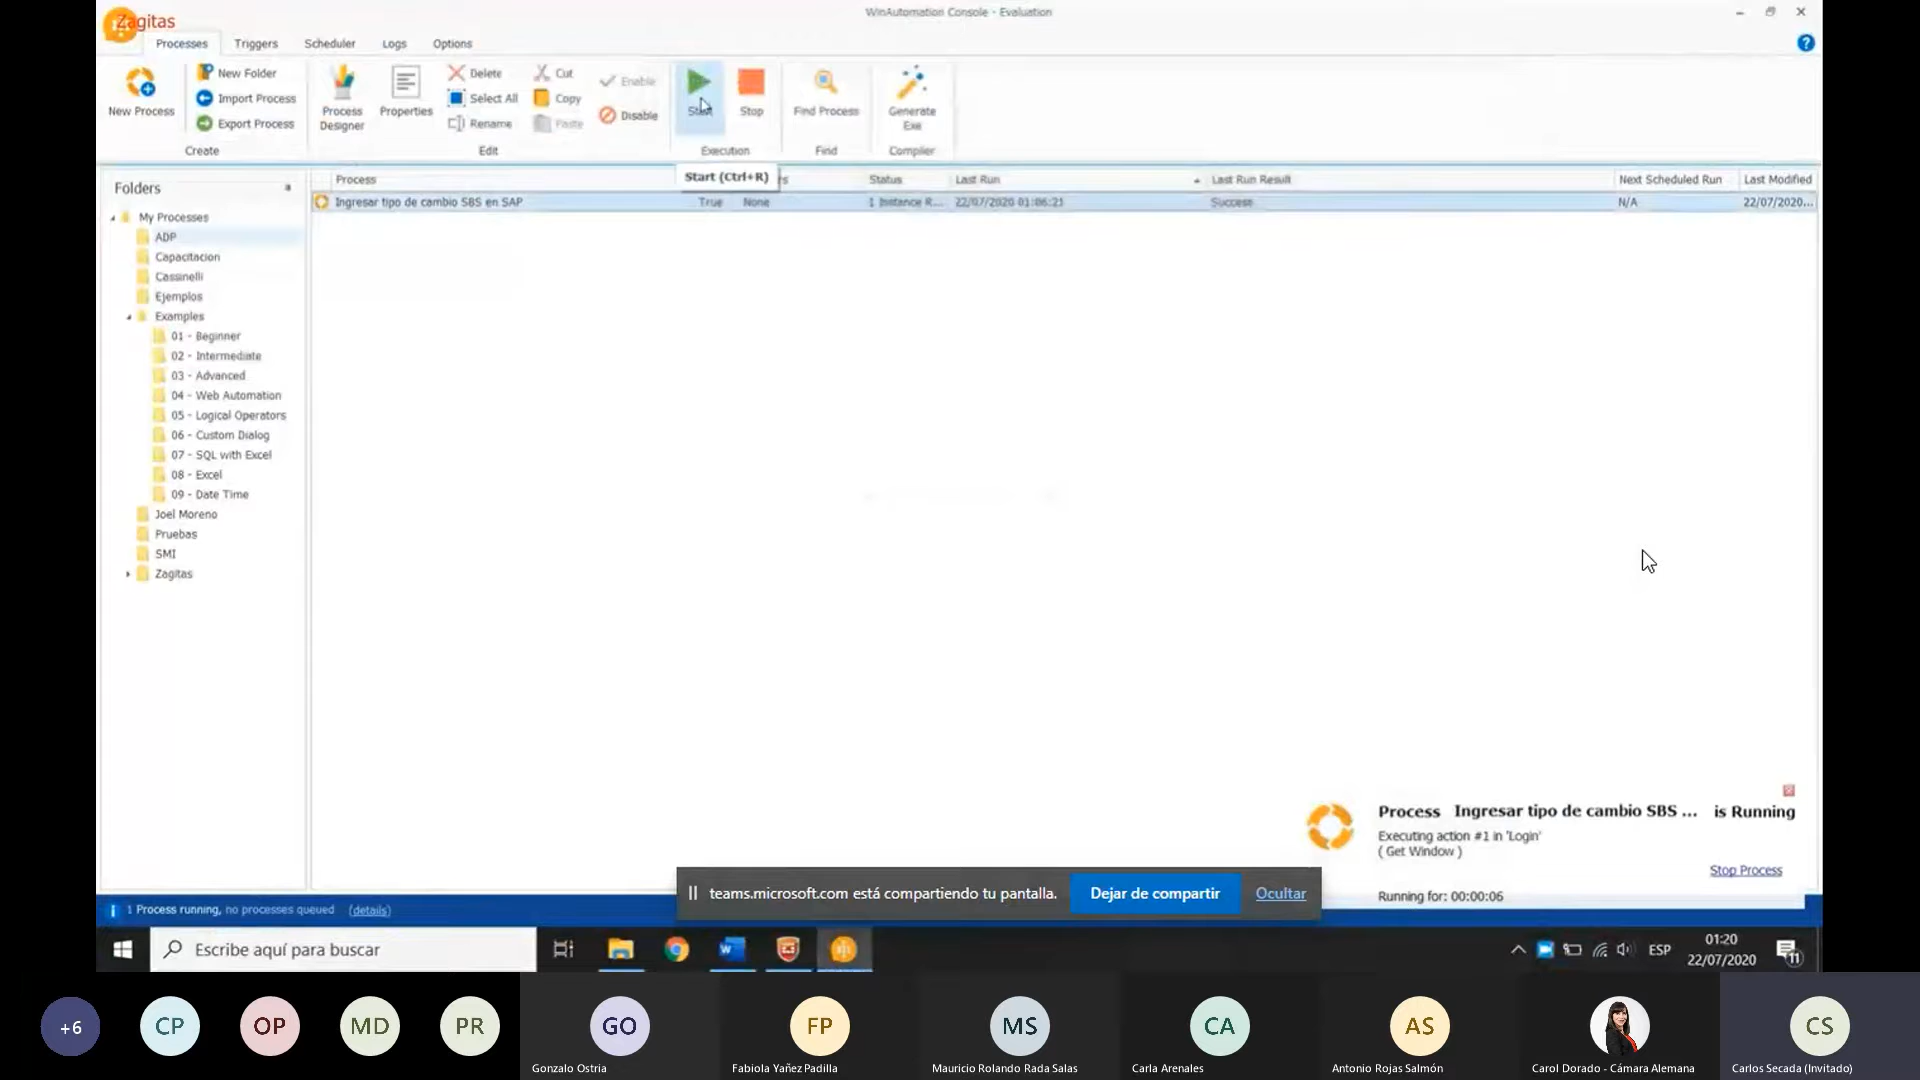 Zagitas
WinAutomation Console - Evaluation
Processes Triggers Scheduler Logs Options
New Process
New Folder
Import Process
Export Process
Create
Process Designer
Properties
Delete
Select All
Rename
Cut
Copy
Paste
Enable
Disable
Edit
Start
Stop
Execution
Find Process
Find
Generate Exe
Compiler
Start (Ctrl+R)
Folders
My Processes
ADP
Capacitacion
Cassinelli
Ejemplos
Examples
01 - Beginner
02 - Intermediate
03 - Advanced
04 - Web Automation
05 - Logical Operators
06 - Custom Dialog
07 - SQL with Excel
08 - Excel
09 - Date Time
Joel Moreno
Pruebas
SMI
Zagitas
Process Status Last Run Last Run Result Next Scheduled Run Last Modified
Ingresar tipo de cambio SBS en SAP True None 1 Instance R... 22/07/2020 01:06:21 Success N/A 22/07/2020...
Process Ingresar tipo de cambio SBS ... is Running
Executing action #1 in 'Login'
( Get Window )
Stop Process
Running for: 00:00:06
teams.microsoft.com está compartiendo tu pantalla. Dejar de compartir Ocultar
1 Process running, no processes queued (details)
Escribe aquí para buscar
ESP
01:20
22/07/2020
11
+6 CP OP MD PR GO FP MS CA AS CS
Gonzalo Ostria Fabiola Yañez Padilla Mauricio Rolando Rada Salas Carla Arenales Antonio Rojas Salmón Carol Dorado - Cámara Alemana Carlos Secada (Invitado)